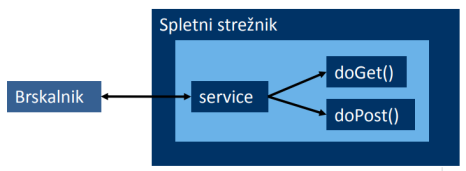 Spletni strežnik
doGet()
Brskalnik
service
doPost()